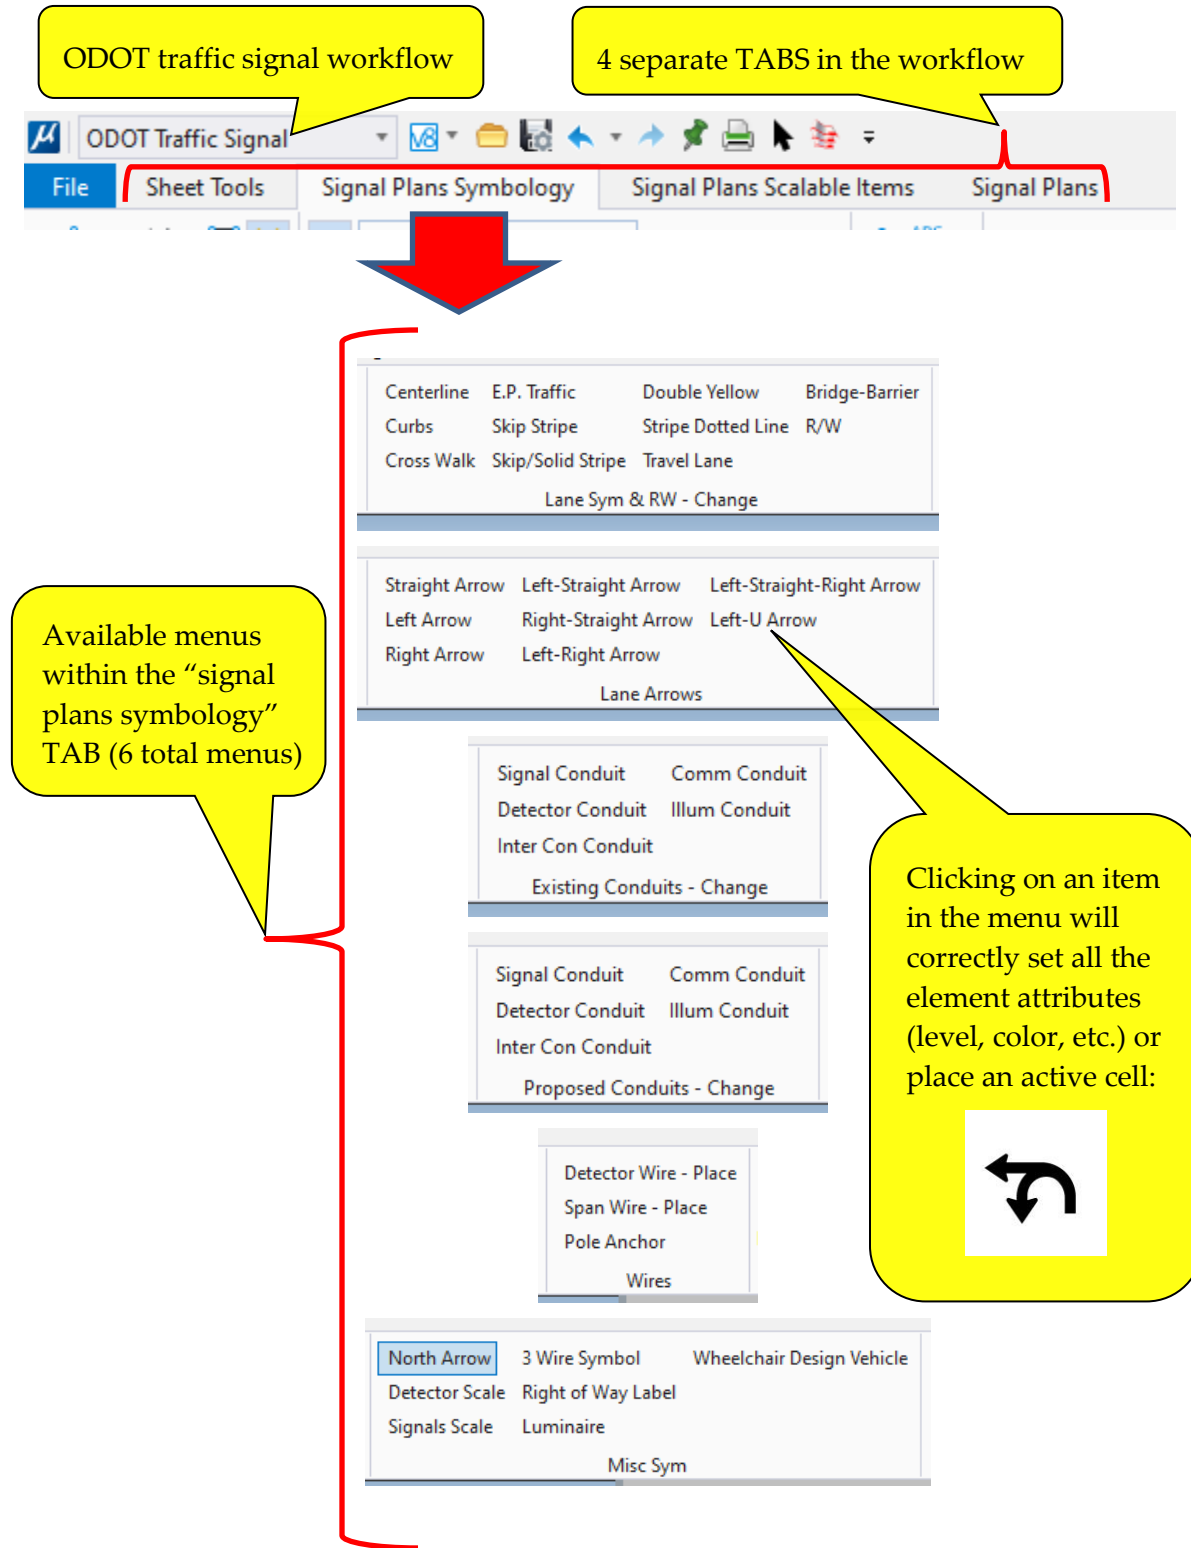 ODOT traffic signal workflow
4 separate TABS in the workflow
ODOT Traffic Signal
File Sheet Tools Signal Plans Symbology Signal Plans Scalable Items Signal Plans
Centerline E.P. Traffic Double Yellow Bridge-Barrier
Curbs Skip Stripe Stripe Dotted Line R/W
Cross Walk Skip/Solid Stripe Travel Lane
Lane Sym & RW - Change
Straight Arrow Left-Straight Arrow Left-Straight-Right Arrow
Left Arrow Right-Straight Arrow Left-U Arrow
Right Arrow Left-Right Arrow
Lane Arrows
Available menus
within the “signal
plans symbology”
TAB (6 total menus)
Signal Conduit Comm Conduit
Detector Conduit Illum Conduit
Inter Con Conduit
Existing Conduits - Change
Clicking on an item
in the menu will
correctly set all the
element attributes
(level, color, etc.) or
place an active cell:
Signal Conduit Comm Conduit
Detector Conduit Illum Conduit
Inter Con Conduit
Proposed Conduits - Change
Detector Wire - Place
Span Wire - Place
Pole Anchor
Wires
North Arrow 3 Wire Symbol Wheelchair Design Vehicle
Detector Scale Right of Way Label
Signals Scale Luminaire
Misc Sym